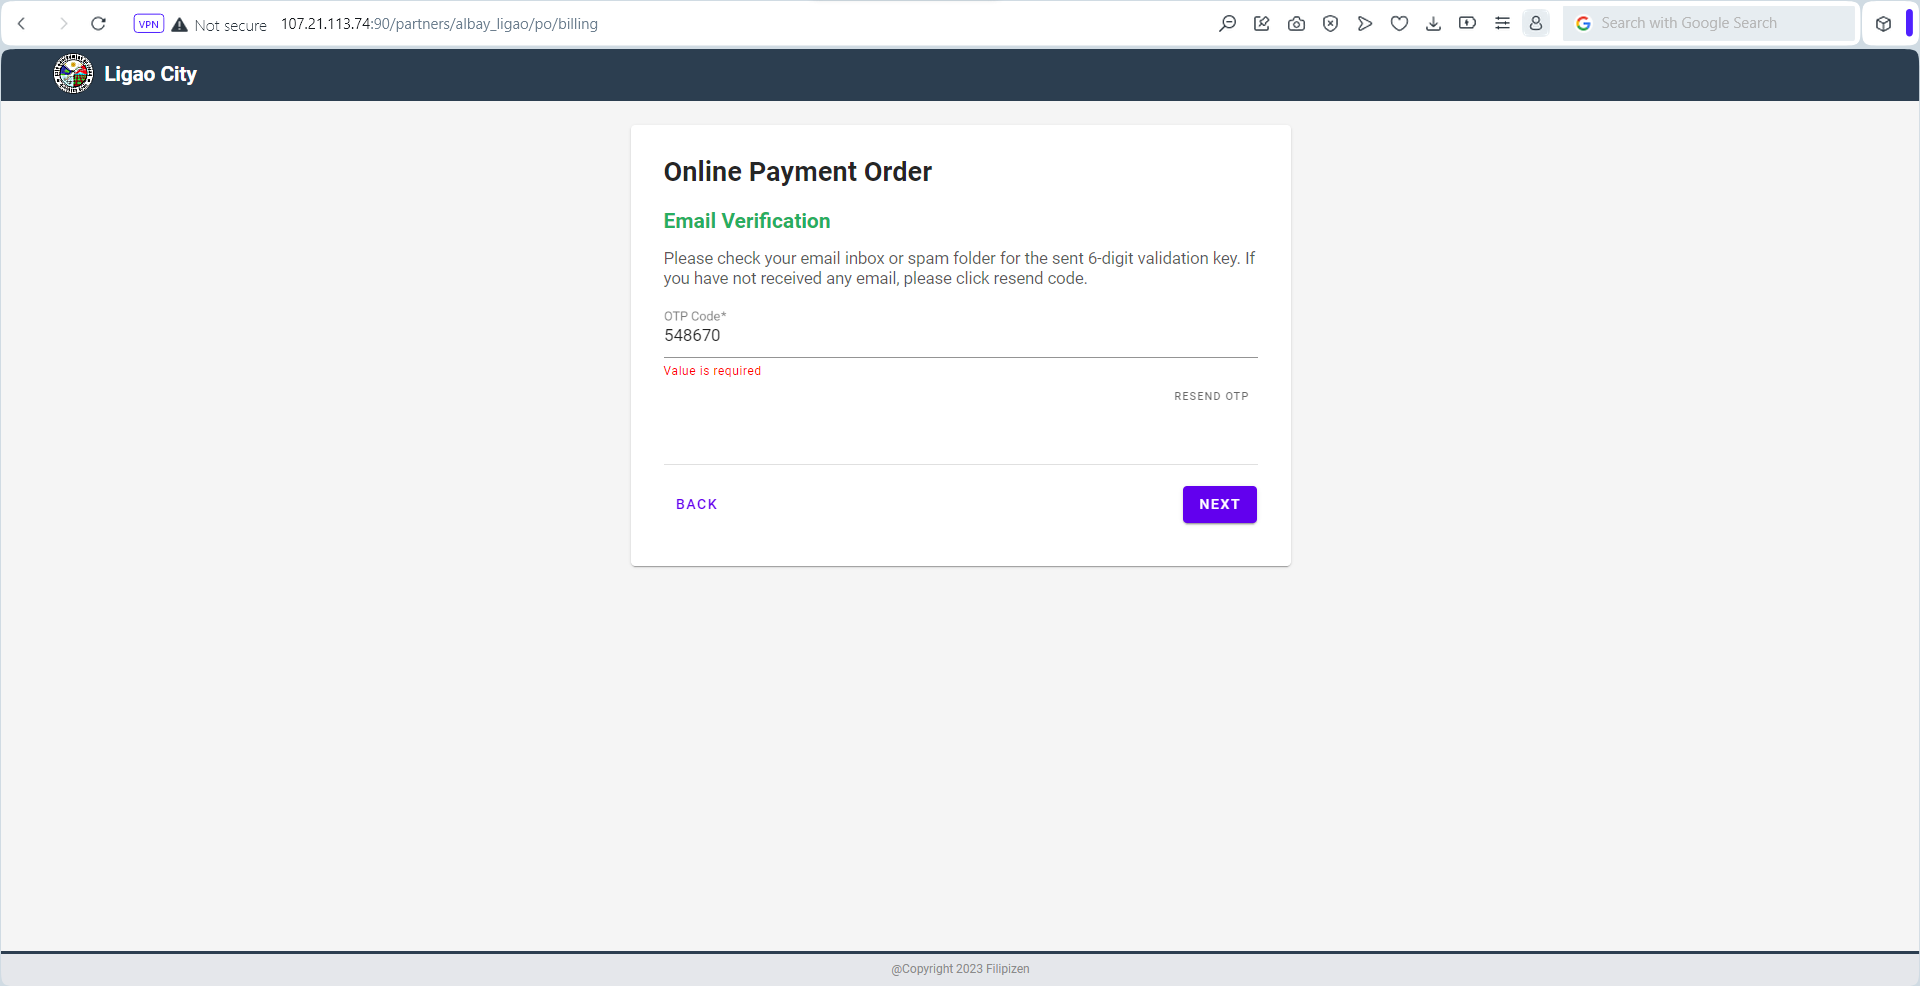 VPN
Not secure
107.21.113.74:90/partners/albay_ligao/po/billing
Search with Google Search
Ligao City
Online Payment Order
Email Verification
Please check your email inbox or spam folder for the sent 6-digit validation key. If
you have not received any email, please click resend code.
OTP Code*
548670
Value is required
RESEND OTP
BACK
NEXT
@Copyright 2023 Filipizen